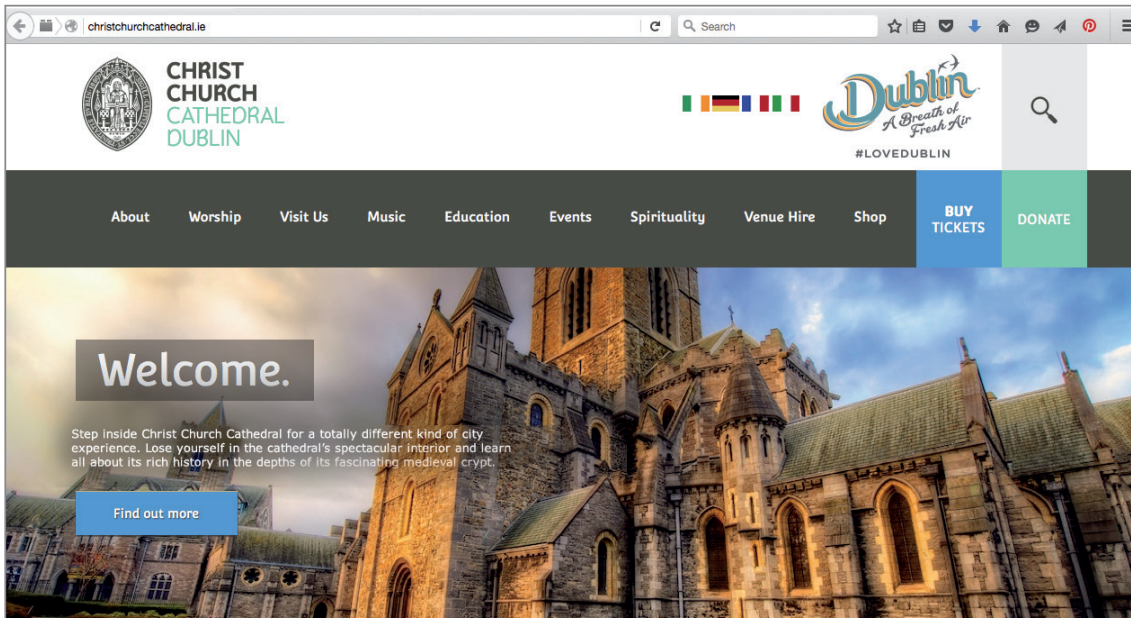 christchurchcathedral.ie
Search
CHRIST
CHURCH
CATHEDRAL
DUBLIN
Dublin
A Breath of
Fresh Air
#LOVEDUBLIN
About Worship Visit Us Music Education Events Spirituality Venue Hire Shop BUY TICKETS DONATE
Welcome.
Step inside Christ Church Cathedral for a totally different kind of city
experience. Lose yourself in the cathedral's spectacular interior and learn
all about its rich history in the depths of its fascinating medieval crypt.
Find out more